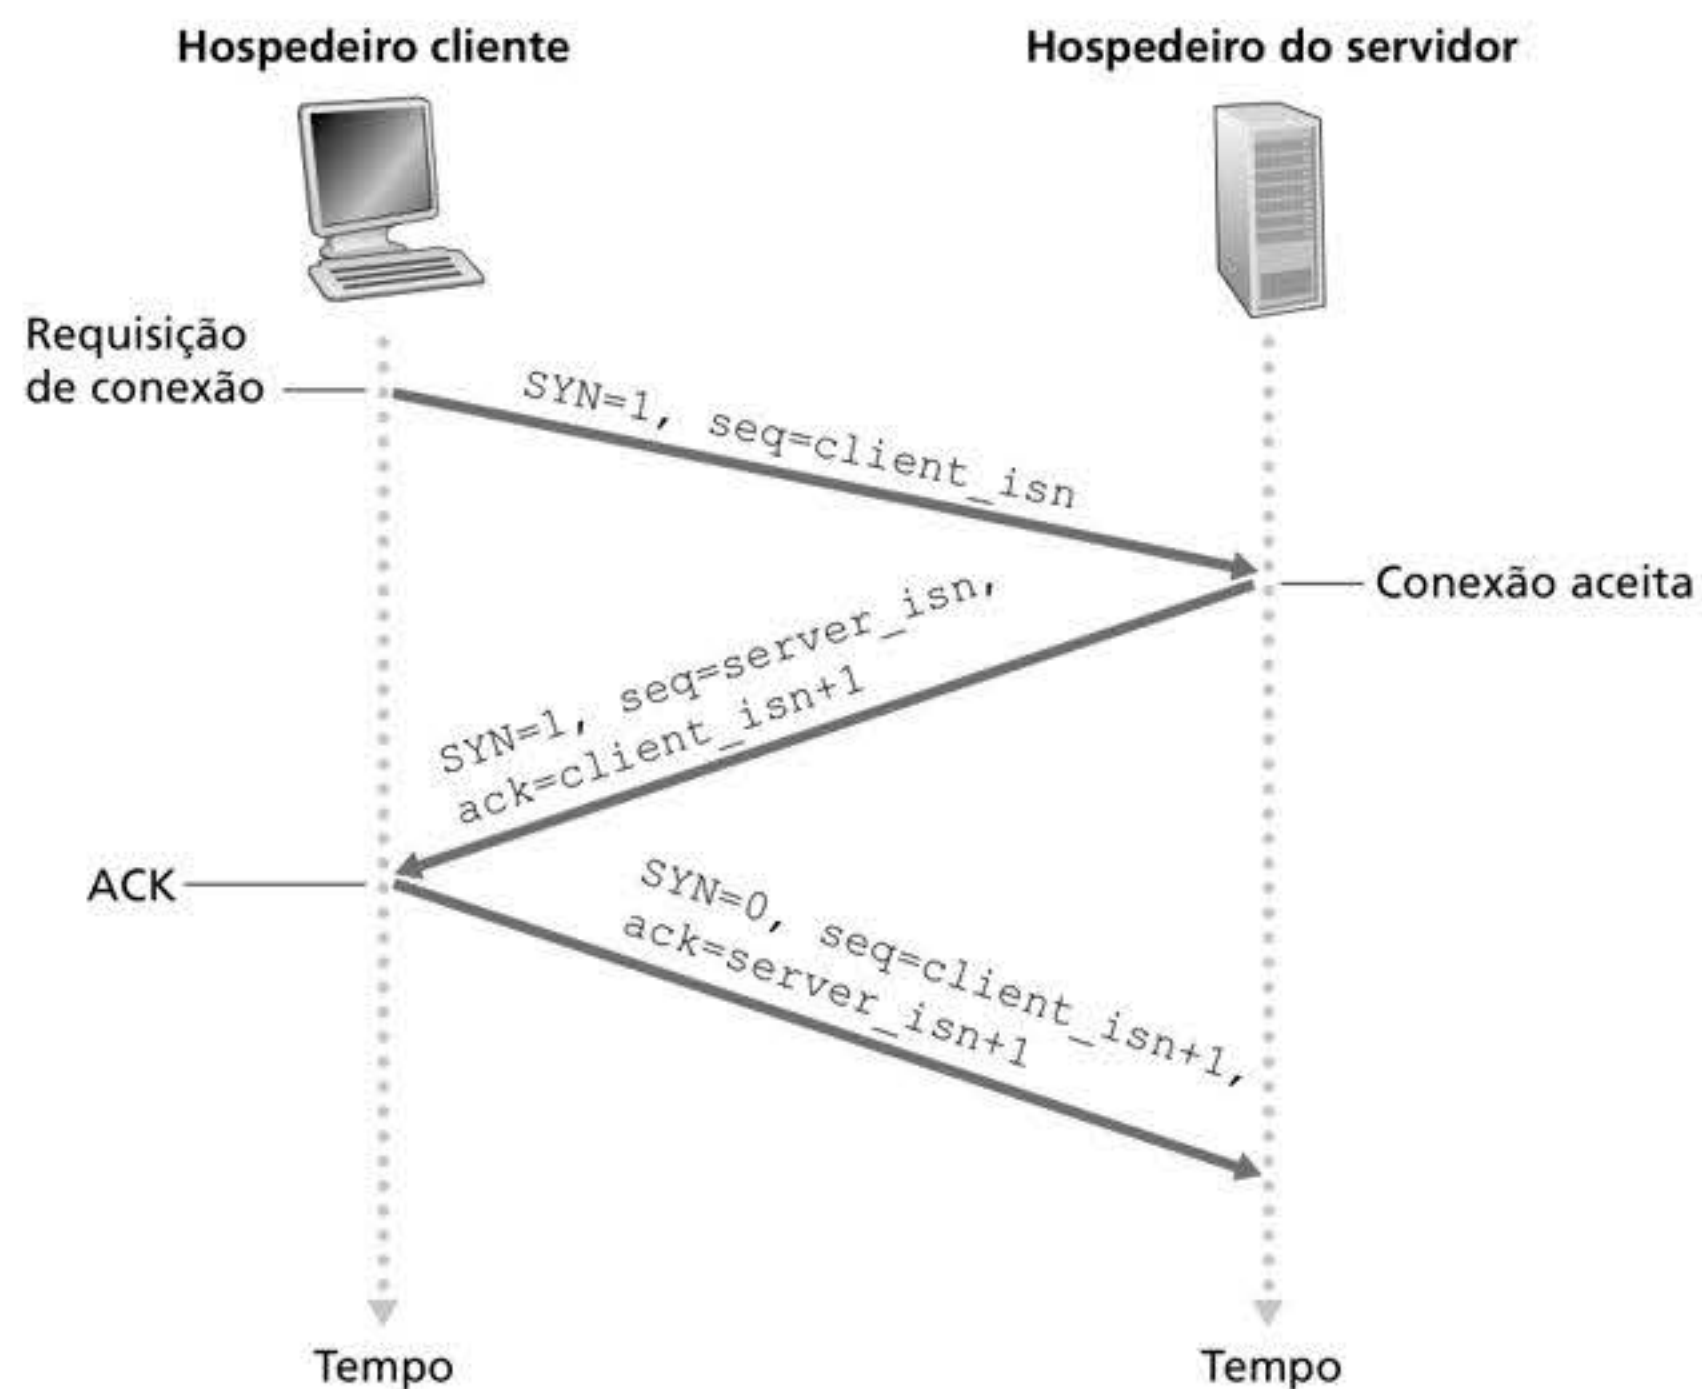 Hospedeiro cliente
Hospedeiro do servidor
Requisição
de conexão
SYN=1, seq=client_isn
Conexão aceita
SYN=1, seq=server_isn,
ack=client_isn+1
ACK
SYN=0, seq=client_isn+1,
ack=server_isn+1
Tempo
Tempo